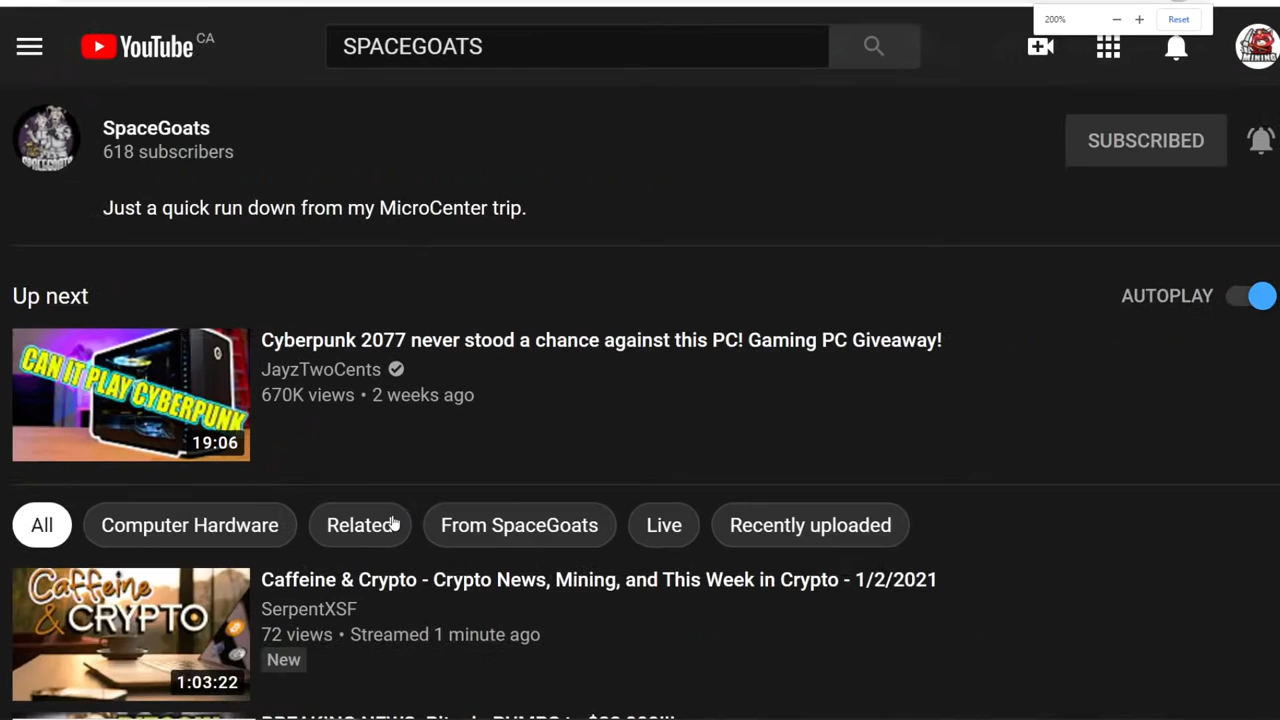 200%
Reset
YouTube CA
SPACEGOATS
MINING
SpaceGoats
618 subscribers
SUBSCRIBED
Just a quick run down from my MicroCenter trip.
Up next
AUTOPLAY
CAN IT PLAY CYBERPUNK
19:06
Cyberpunk 2077 never stood a chance against this PC! Gaming PC Giveaway!
JayzTwoCents
670K views • 2 weeks ago
All
Computer Hardware
Related
From SpaceGoats
Live
Recently uploaded
Caffeine
& CRYPTO
1:03:22
Caffeine & Crypto - Crypto News, Mining, and This Week in Crypto - 1/2/2021
SerpentXSF
72 views • Streamed 1 minute ago
New